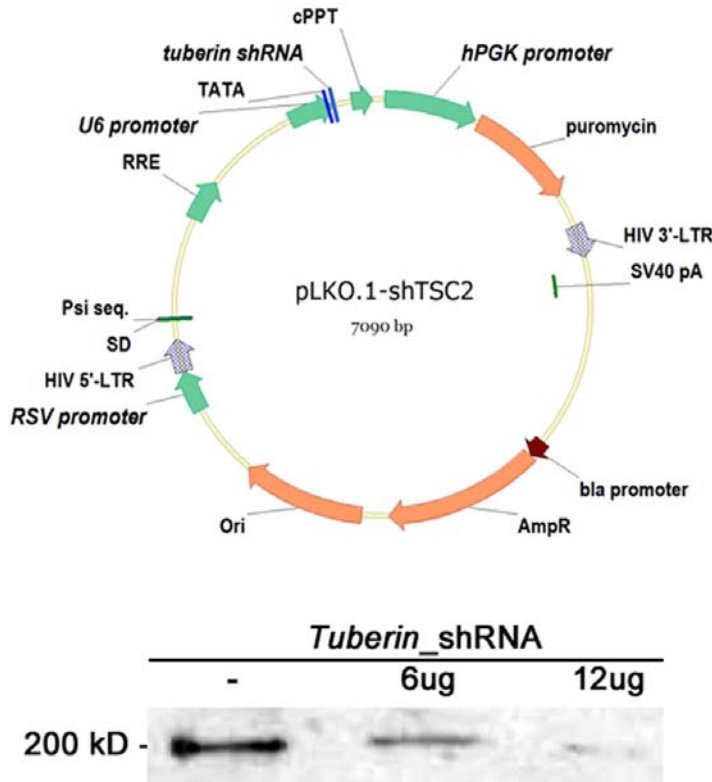 cPPT
tuberin shRNA
hPGK promoter
TATA
U6 promoter
puromycin
RRE
HIV 3'-LTR
SV40 pA
pLKO.1-shTSC2
7090 bp
Psi seq.
SD
HIV 5'-LTR
RSV promoter
bla promoter
Ori
AmpR
Tuberin_shRNA
- 6ug 12ug
200 kD -